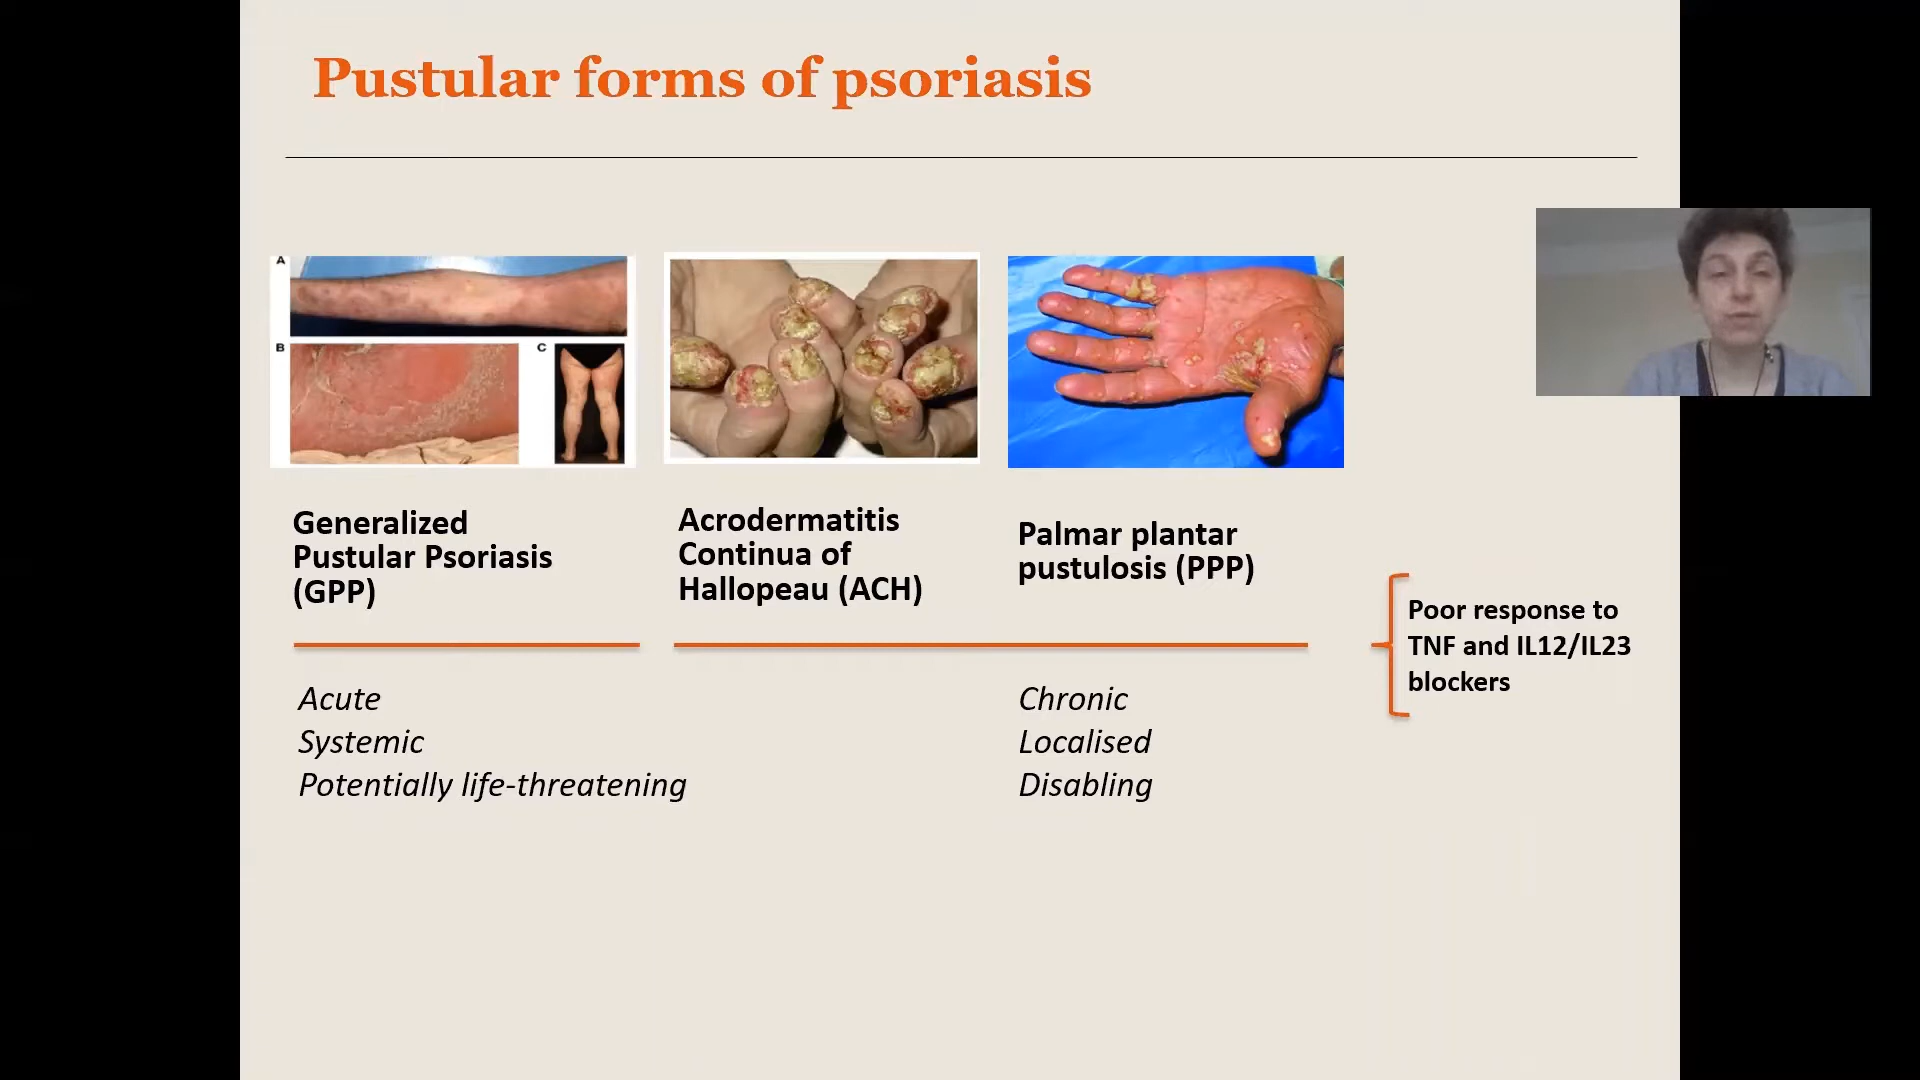 Pustular forms of psoriasis
A
B
C
Generalized
Pustular Psoriasis
(GPP)
Acrodermatitis
Continua of
Hallopeau (ACH)
Palmar plantar
pustulosis (PPP)
Poor response to
TNF and IL12/IL23
blockers
Acute
Systemic
Potentially life-threatening
Chronic
Localised
Disabling